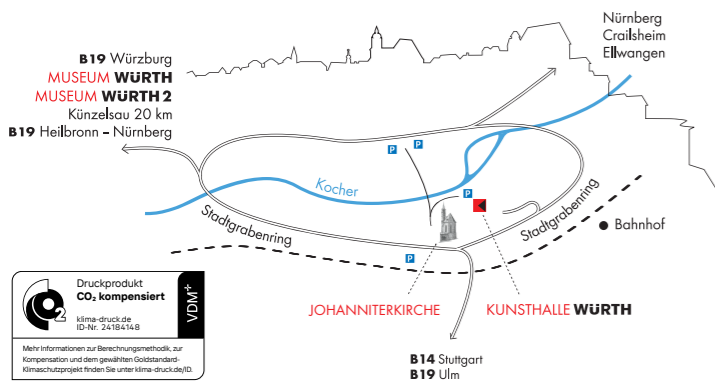 Nürnberg
Crailsheim
Ellwangen
B19 Würzburg
MUSEUM WÜRTH
MUSEUM WÜRTH 2
Künzelsau 20 km
B19 Heilbronn – Nürnberg
P
P
Kocher
P
Stadtgrabenring
Stadtgrabenring
Bahnhof
P
JOHANNITERKIRCHE
KUNSTHALLE WÜRTH
B14 Stuttgart
B19 Ulm
CO2
Druckprodukt
CO₂ kompensiert
klima-druck.de
ID-Nr. 24184148
VDM+
Mehr Informationen zur Berechnungsmethodik, zur
Kompensation und dem gewählten Goldstandard-
Klimaschutzprojekt finden Sie unter klima-druck.de/ID.